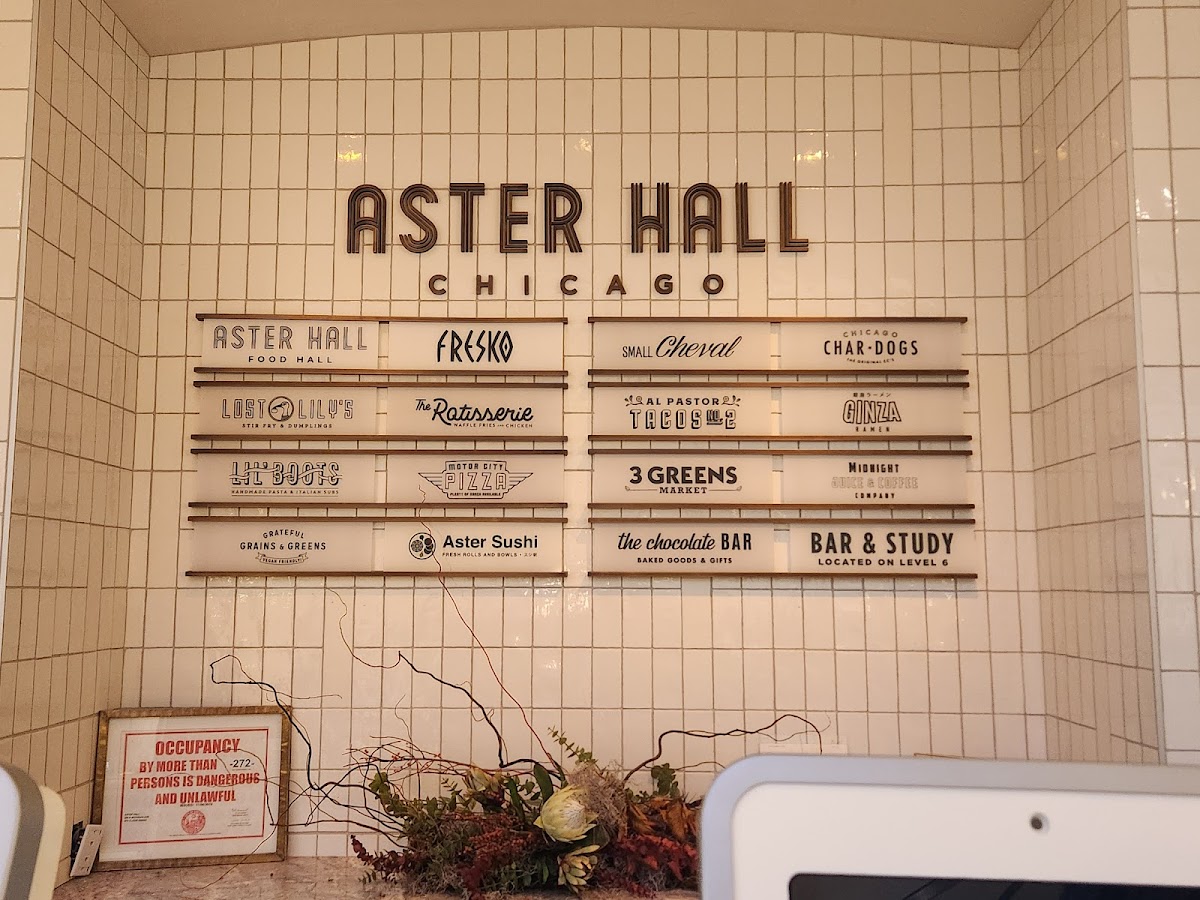 ASTER HALL
CHICAGO
ASTER HALL
FOOD HALL
FRESKO
LOST LILY'S
STIR FRY & DUMPLINGS
The Rotisserie
WAFFLE FRIES AND CHICKEN
LIL' BOOTS
HANDMADE PASTA & ITALIAN SUBS
MOTOR CITY
PIZZA
PLENTY OF GREEN AVAILABLE
GRATEFUL
GRAINS & GREENS
VEGAN FRIENDLY
Aster Sushi
FRESH ROLLS AND BOWLS
SMALL Cheval
CHICAGO
CHAR·DOGS
AL PASTOR
TACOS No. 2
GINZA
RAMEN
3 GREENS
MARKET
MIDNIGHT
JUICE & COFFEE
COMPANY
the chocolate BAR
BAKED GOODS & GIFTS
BAR & STUDY
LOCATED ON LEVEL 6
OCCUPANCY
BY MORE THAN -272-
PERSONS IS DANGEROUS
AND UNLAWFUL